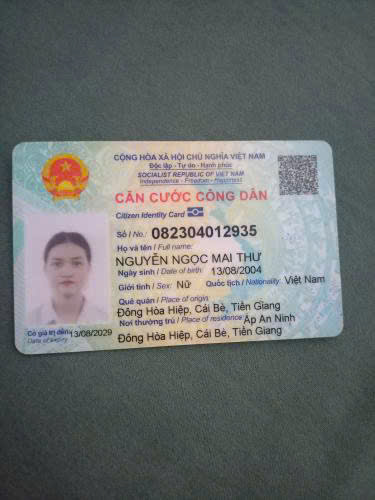 CỘNG HÒA XÃ HỘI CHỦ NGHĨA VIỆT NAM
Độc lập - Tự do - Hạnh phúc
SOCIALIST REPUBLIC OF VIET NAM
Independence - Freedom - Happiness
CĂN CƯỚC CÔNG DÂN
Citizen Identity Card
Số / No.: 082304012935
Họ và tên / Full name:
NGUYỄN NGỌC MAI THƯ
Ngày sinh / Date of birth: 13/08/2004
Giới tính / Sex: Nữ Quốc tịch / Nationality: Việt Nam
Quê quán / Place of origin
Đông Hòa Hiệp, Cái Bè, Tiền Giang
Nơi thường trú / Place of residence: Ấp An Ninh
Đông Hòa Hiệp, Cái Bè, Tiền Giang
Có giá trị đến: 13/08/2029
Date of expiry